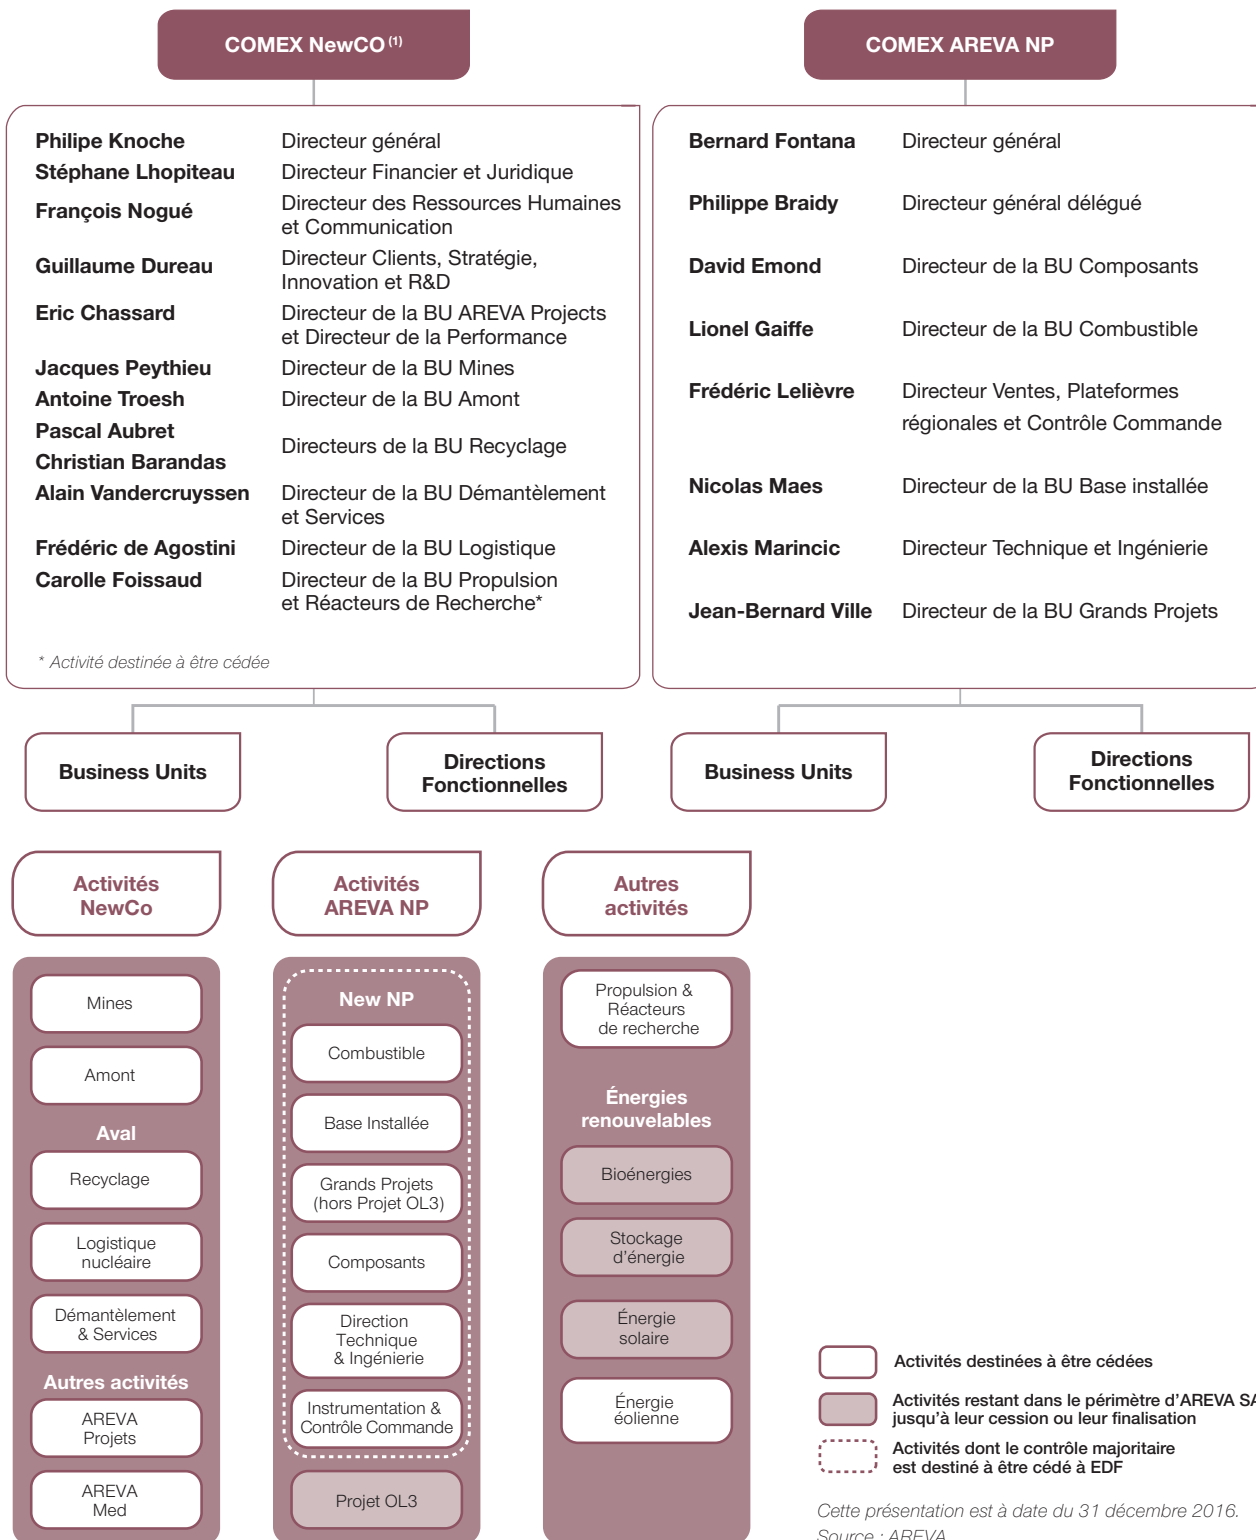 COMEX NewCO (1)
Philipe Knoche Directeur général
Stéphane Lhopiteau Directeur Financier et Juridique
François Nogué Directeur des Ressources Humaines
et Communication
Guillaume Dureau Directeur Clients, Stratégie,
Innovation et R&D
Eric Chassard Directeur de la BU AREVA Projects
et Directeur de la Performance
Jacques Peythieu Directeur de la BU Mines
Antoine Troesh Directeur de la BU Amont
Pascal Aubret
Christian Barandas
Directeurs de la BU Recyclage
Alain Vandercruyssen Directeur de la BU Démantèlement
et Services
Frédéric de Agostini Directeur de la BU Logistique
Carolle Foissaud Directeur de la BU Propulsion
et Réacteurs de Recherche*
* Activité destinée à être cédée
Business Units
Directions
Fonctionnelles
COMEX AREVA NP
Bernard Fontana Directeur général
Philippe Braidy Directeur général délégué
David Emond Directeur de la BU Composants
Lionel Gaiffe Directeur de la BU Combustible
Frédéric Lelièvre Directeur Ventes, Plateformes
régionales et Contrôle Commande
Nicolas Maes Directeur de la BU Base installée
Alexis Marincic Directeur Technique et Ingénierie
Jean-Bernard Ville Directeur de la BU Grands Projets
Business Units
Directions
Fonctionnelles
Activités
NewCo
Mines
Amont
Aval
Recyclage
Logistique
nucléaire
Démantèlement
& Services
Autres activités
AREVA
Projets
AREVA
Med
Activités
AREVA NP
New NP
Combustible
Base Installée
Grands Projets
(hors Projet OL3)
Composants
Direction
Technique
& Ingénierie
Instrumentation &
Contrôle Commande
Projet OL3
Autres
activités
Propulsion &
Réacteurs
de recherche
Énergies
renouvelables
Bioénergies
Stockage
d'énergie
Énergie
solaire
Énergie
éolienne
Activités destinées à être cédées
Activités restant dans le périmètre d'AREVA SA
jusqu'à leur cession ou leur finalisation
Activités dont le contrôle majoritaire
est destiné à être cédé à EDF
Cette présentation est à date du 31 décembre 2016.
Source : AREVA